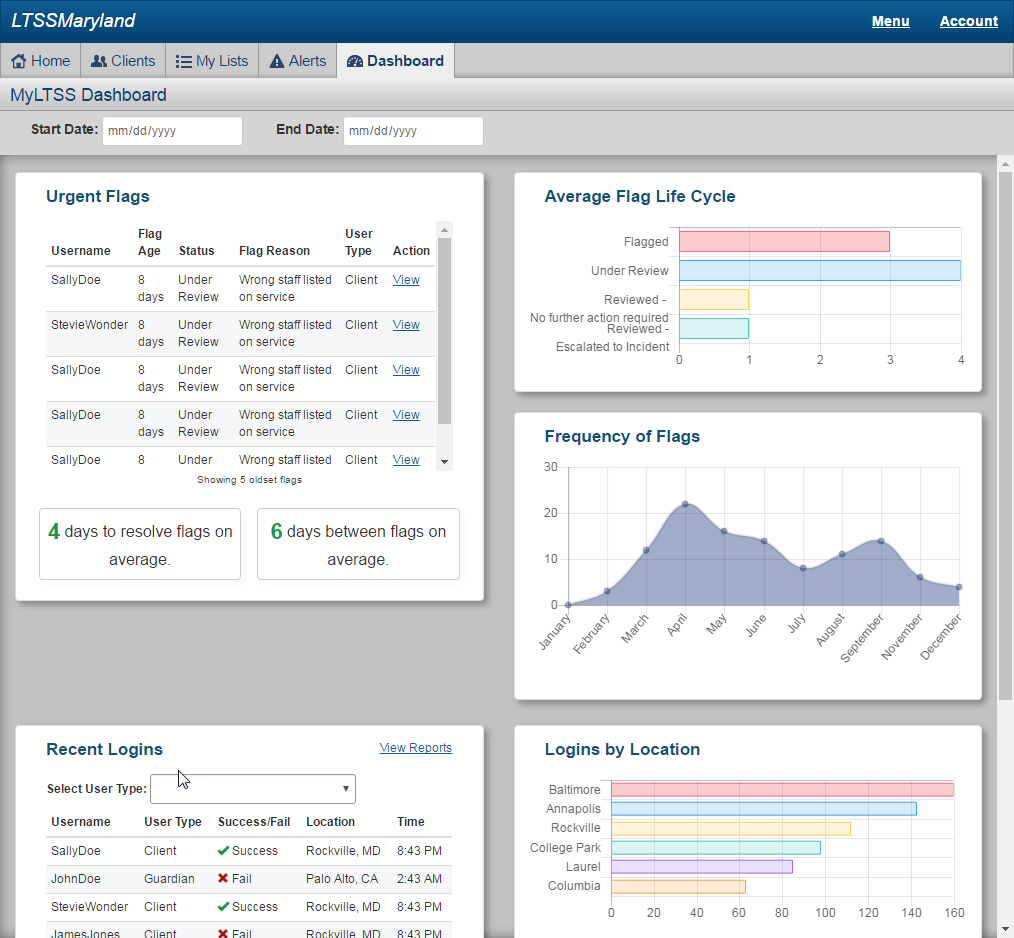 LTSSMaryland
Menu Account
Home Clients My Lists Alerts Dashboard
MyLTSS Dashboard
Start Date: mm/dd/yyyy End Date: mm/dd/yyyy
Urgent Flags
Username Flag Age Status Flag Reason User Type Action
SallyDoe 8 days Under Review Wrong staff listed on service Client View
StevieWonder 8 days Under Review Wrong staff listed on service Client View
SallyDoe 8 days Under Review Wrong staff listed on service Client View
SallyDoe 8 days Under Review Wrong staff listed on service Client View
SallyDoe 8 Under Wrong staff listed Client View
Showing 5 oldset flags
4 days to resolve flags on
average.
6 days between flags on
average.
Average Flag Life Cycle
Flagged
Under Review
Reviewed -
No further action required
Reviewed -
Escalated to Incident
0 1 2 3 4
Frequency of Flags
30
20
10
0
January February March April May June July August September November December
Recent Logins View Reports
Select User Type:
Username User Type Success/Fail Location Time
SallyDoe Client Success Rockville, MD 8:43 PM
JohnDoe Guardian Fail Palo Alto, CA 2:43 AM
StevieWonder Client Success Rockville, MD 8:43 PM
JamesJones Client Fail Rockville, MD 8:43 PM
Logins by Location
Baltimore
Annapolis
Rockville
College Park
Laurel
Columbia
0 20 40 60 80 100 120 140 160